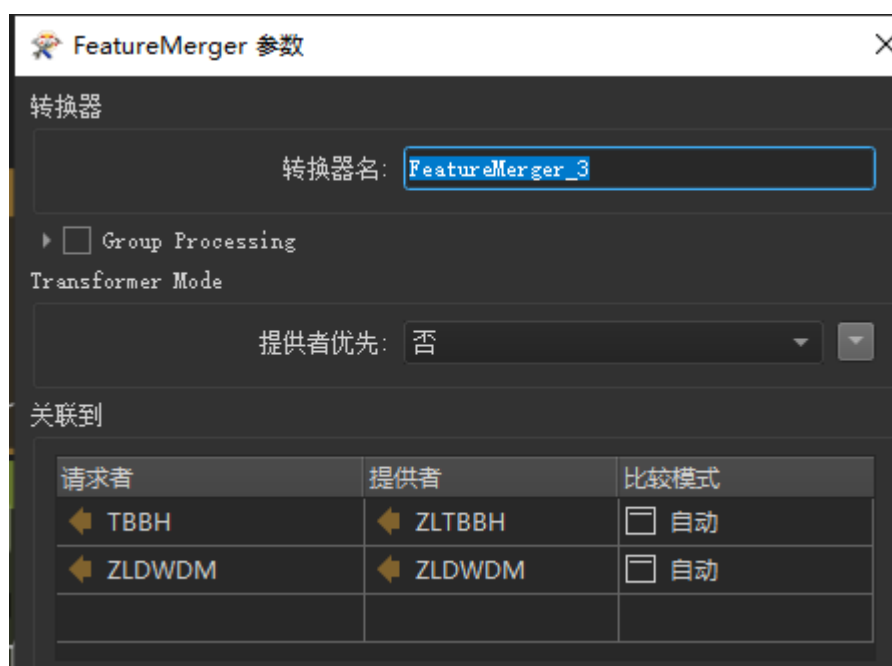 FeatureMerger 参数
转换器
转换器名: FeatureMerger_3
Group Processing
Transformer Mode
提供者优先: 否
关联到
请求者 提供者 比较模式
TBBH ZLTBBH 自动
ZLDWDM ZLDWDM 自动